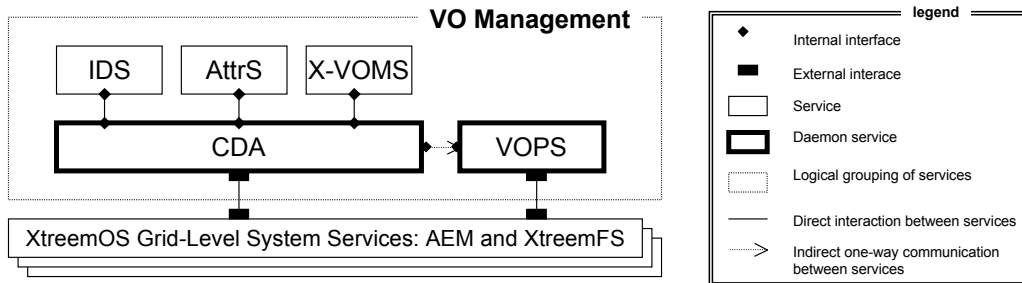 VO Management
IDS
AttrS
X-VOMS
CDA
VOPS
XtreemOS Grid-Level System Services: AEM and XtreemFS
legend
Internal interface
External interace
Service
Daemon service
Logical grouping of services
Direct interaction between services
Indirect one-way communication
between services